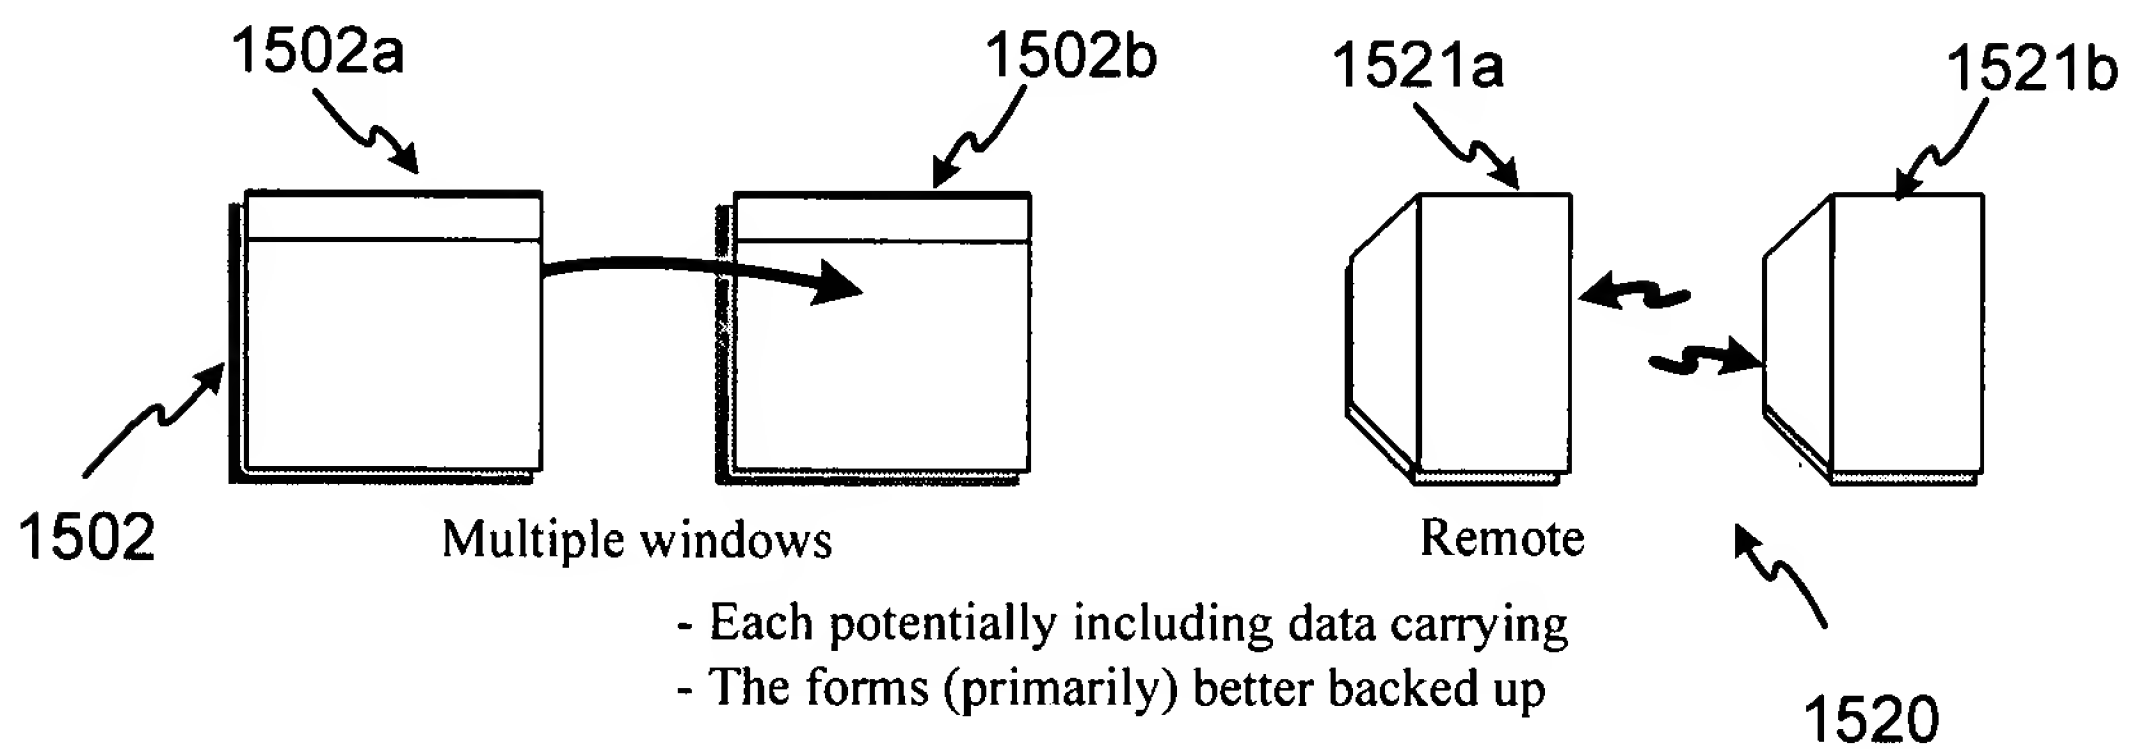 1502a
1502b
1521a
1521b
1502
Multiple windows
Remote
- Each potentially including data carrying
- The forms (primarily) better backed up
1520